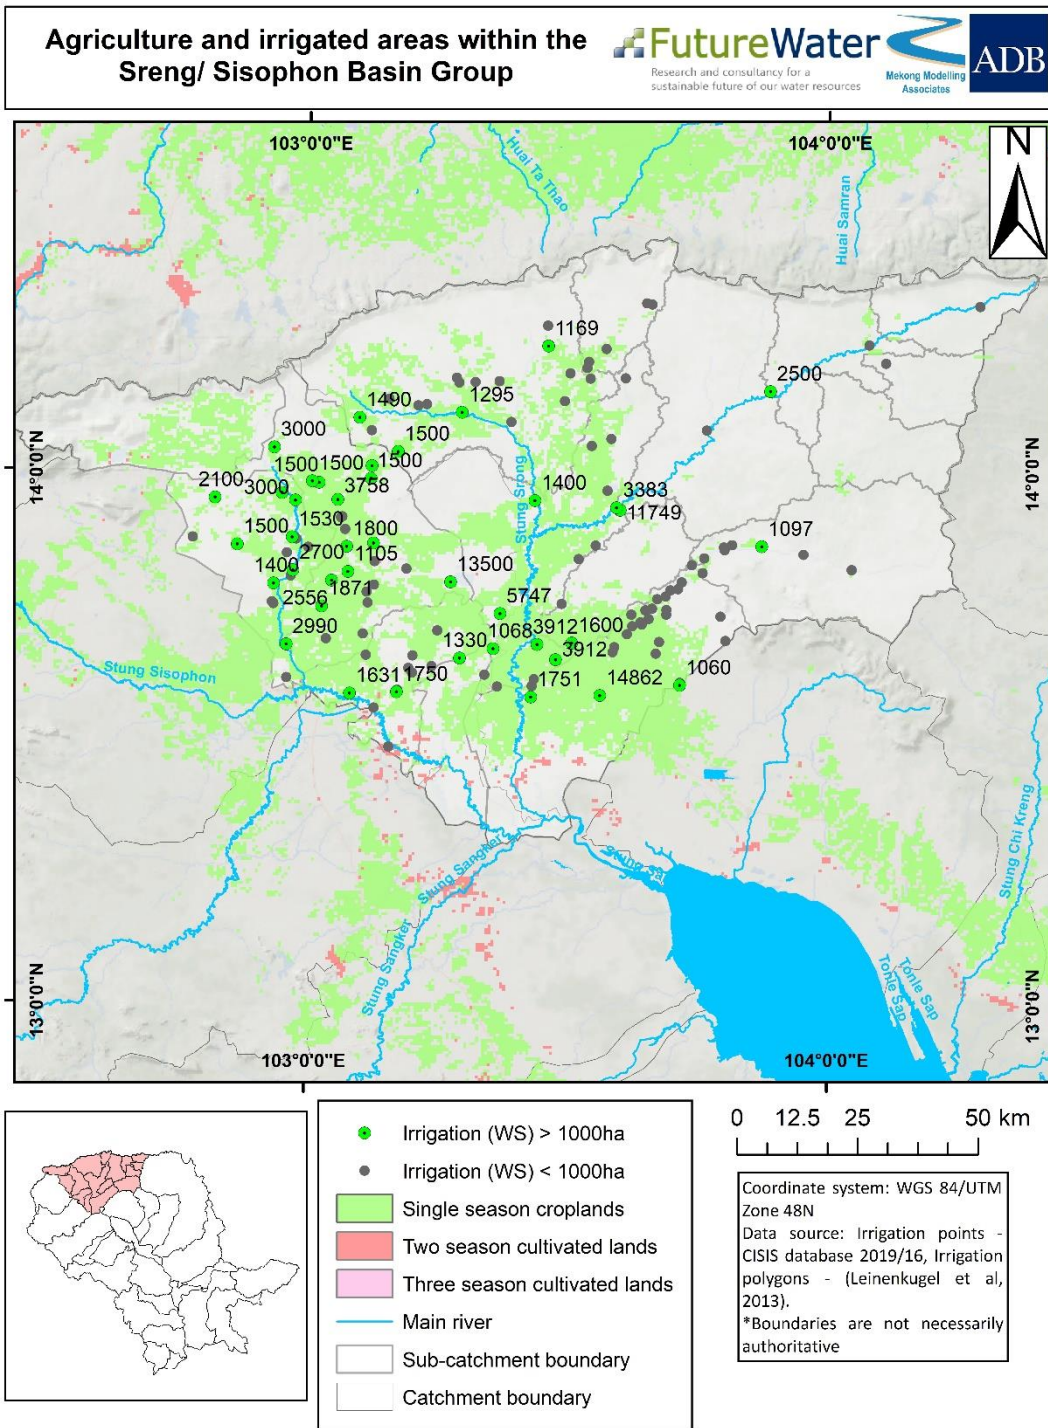 Agriculture and irrigated areas within the
Sreng/ Sisophon Basin Group
FutureWater
Research and consultancy for a
sustainable future of our water resources
Mekong Modelling
Associates
ADB
103°0'0"E
104°0'0"E
N
Huai Ta Thao
Huai Samran
1169
2500
1490
1295
3000
1500
14°0'0"N
14°0'0"N
1500
1500
1500
2100
3000
3758
1400
Stung Srong
3383
11749
1530
1500
1800
1097
2700
1105
1400
13500
1871
2556
5747
2990
1068
3912
1600
1330
3912
Stung Sisophon
1631
1750
1751
14862
1060
Stung Sangker
Stung Chi Kreng
Stung Sangker
Tonle Sap
Tonle Sap
13°0'0"N
13°0'0"N
103°0'0"E
104°0'0"E
Irrigation (WS) > 1000ha
Irrigation (WS) < 1000ha
Single season croplands
Two season cultivated lands
Three season cultivated lands
Main river
Sub-catchment boundary
Catchment boundary
0 12.5 25 50 km
Coordinate system: WGS 84/UTM
Zone 48N
Data source: Irrigation points -
CISIS database 2019/16, Irrigation
polygons - (Leinenkugel et al,
2013).
*Boundaries are not necessarily
authoritative